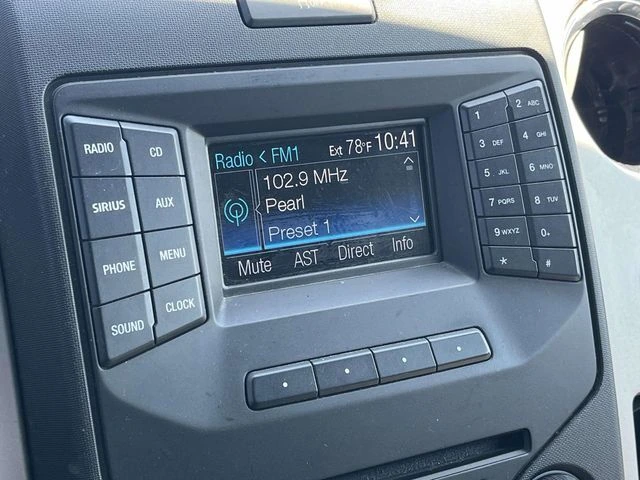 RADIO
CD
SIRIUS
AUX
PHONE
MENU
SOUND
CLOCK
Radio < FM1
Ext 78°F 10:41
102.9 MHz
Pearl
Preset 1
Mute AST Direct Info
1
2 ABC
3 DEF
4 GHI
5 JKL
6 MNO
7 PQRS
8 TUV
9 WXYZ
0+
*
#